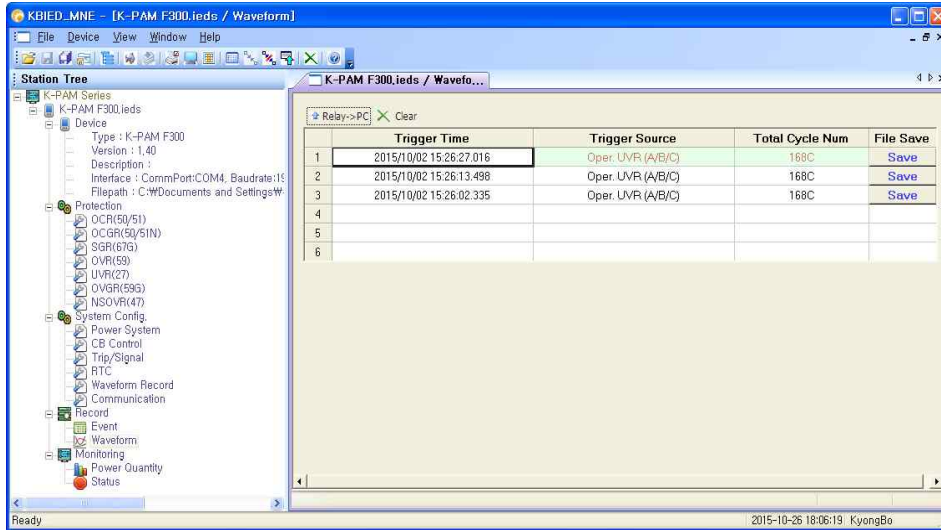 KBIED_MNE - [K-PAM F300.ieds / Waveform]
File Device View Window Help
Station Tree
K-PAM F300.ieds / Wavefo...
K-PAM Series
K-PAM F300.ieds
Device
Type : K-PAM F300
Version : 1.40
Description :
Interface : CommPort:COM4, Baudrate:19
Filepath : C:₩Documents and Settings₩
Protection
OCR(50/51)
OCGR(50/51N)
SGR(67G)
OVR(59)
UVR(27)
OVGR(59G)
NSOVR(47)
System Config.
Power System
CB Control
Trip/Signal
RTC
Waveform Record
Communication
Record
Event
Waveform
Monitoring
Power Quantity
Status
Relay->PC Clear
Trigger Time Trigger Source Total Cycle Num File Save
1 2015/10/02 15:26:27.016 Oper. UVR (A/B/C) 168C Save
2 2015/10/02 15:26:13.498 Oper. UVR (A/B/C) 168C Save
3 2015/10/02 15:26:02.335 Oper. UVR (A/B/C) 168C Save
4
5
6
Ready 2015-10-26 18:06:19 KyongBo